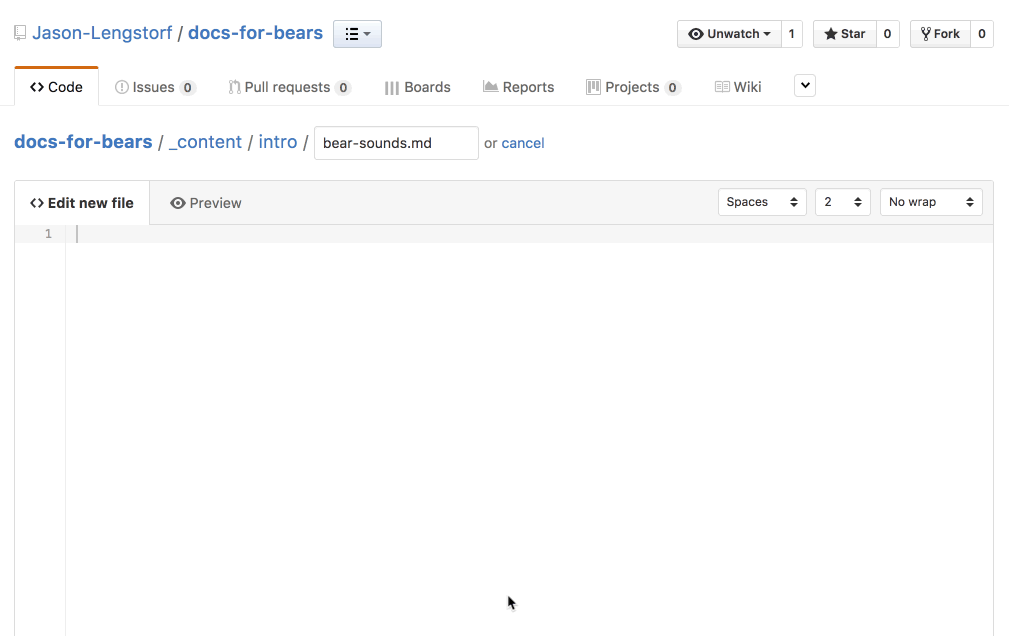 Jason-Lengstorf / docs-for-bears
Unwatch 1 Star 0 Fork 0
Code Issues 0 Pull requests 0 Boards Reports Projects 0 Wiki
docs-for-bears / _content / intro / bear-sounds.md or cancel
Edit new file Preview Spaces 2 No wrap
1